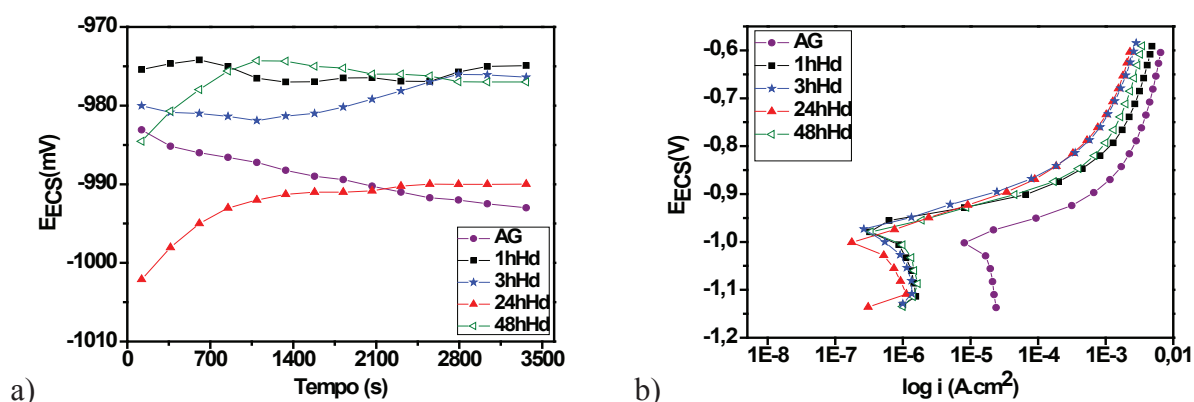 -970
-980
-990
-1000
-1010
E_ECS(mV)
0 700 1400 2100 2800 3500
Tempo (s)
AG
1hHd
3hHd
24hHd
48hHd
a)
-0,6
-0,7
-0,8
-0,9
-1,0
-1,1
-1,2
E_ECS(V)
1E-8 1E-7 1E-6 1E-5 1E-4 1E-3 0,01
log i (A.cm²)
AG
1hHd
3hHd
24hHd
48hHd
b)